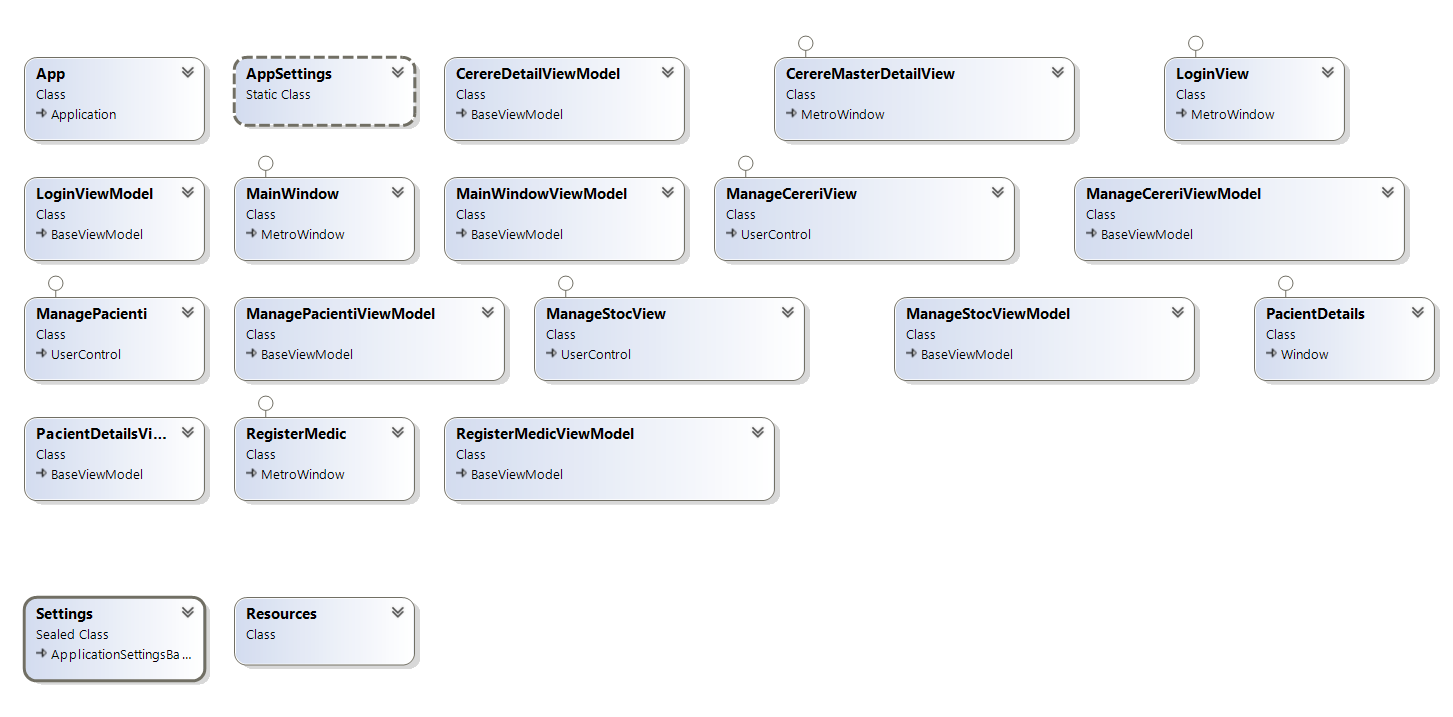 App
Class
Application
AppSettings
Static Class
CerereDetailViewModel
Class
BaseViewModel
CerereMasterDetailView
Class
MetroWindow
LoginView
Class
MetroWindow
LoginViewModel
Class
BaseViewModel
MainWindow
Class
MetroWindow
MainWindowViewModel
Class
BaseViewModel
ManageCereriView
Class
UserControl
ManageCereriViewModel
Class
BaseViewModel
ManagePacienti
Class
UserControl
ManagePacientiViewModel
Class
BaseViewModel
ManageStocView
Class
UserControl
ManageStocViewModel
Class
BaseViewModel
PacientDetails
Class
Window
PacientDetailsVi...
Class
BaseViewModel
RegisterMedic
Class
MetroWindow
RegisterMedicViewModel
Class
BaseViewModel
Settings
Sealed Class
ApplicationSettingsBa...
Resources
Class